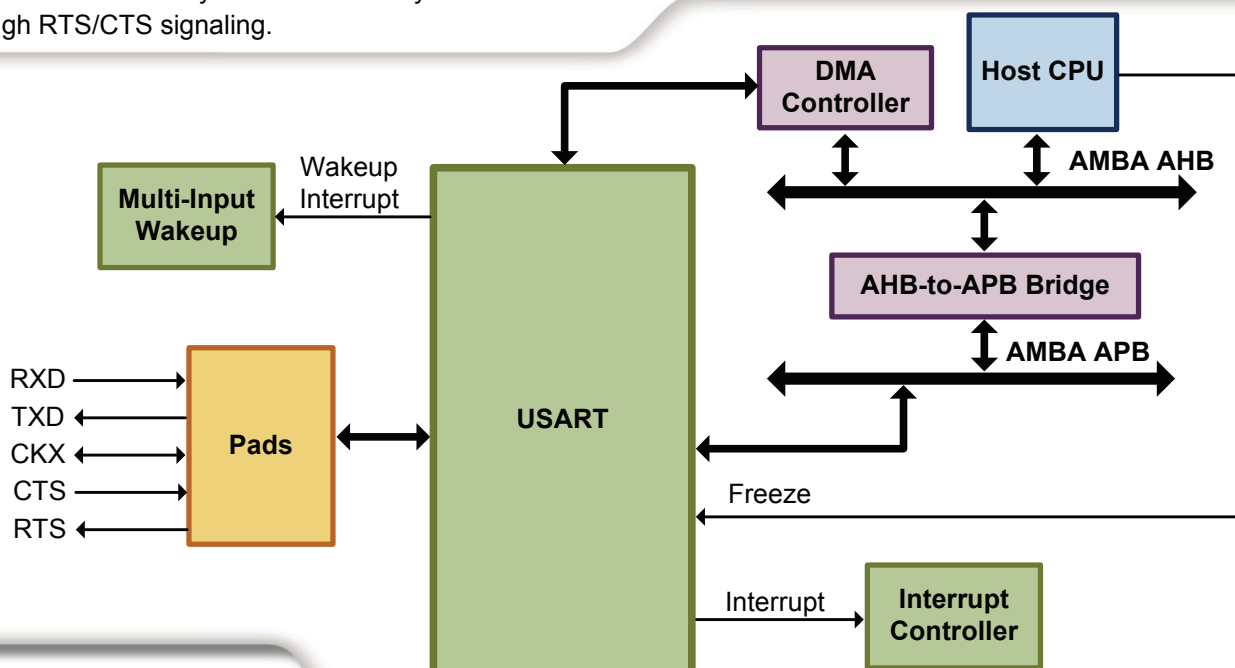 gh RTS/CTS signaling.
DMA
Controller
Host CPU
AMBA AHB
Wakeup
Interrupt
Multi-Input
Wakeup
AHB-to-APB Bridge
AMBA APB
RXD
TXD
CKX
CTS
RTS
Pads
USART
Freeze
Interrupt
Interrupt
Controller